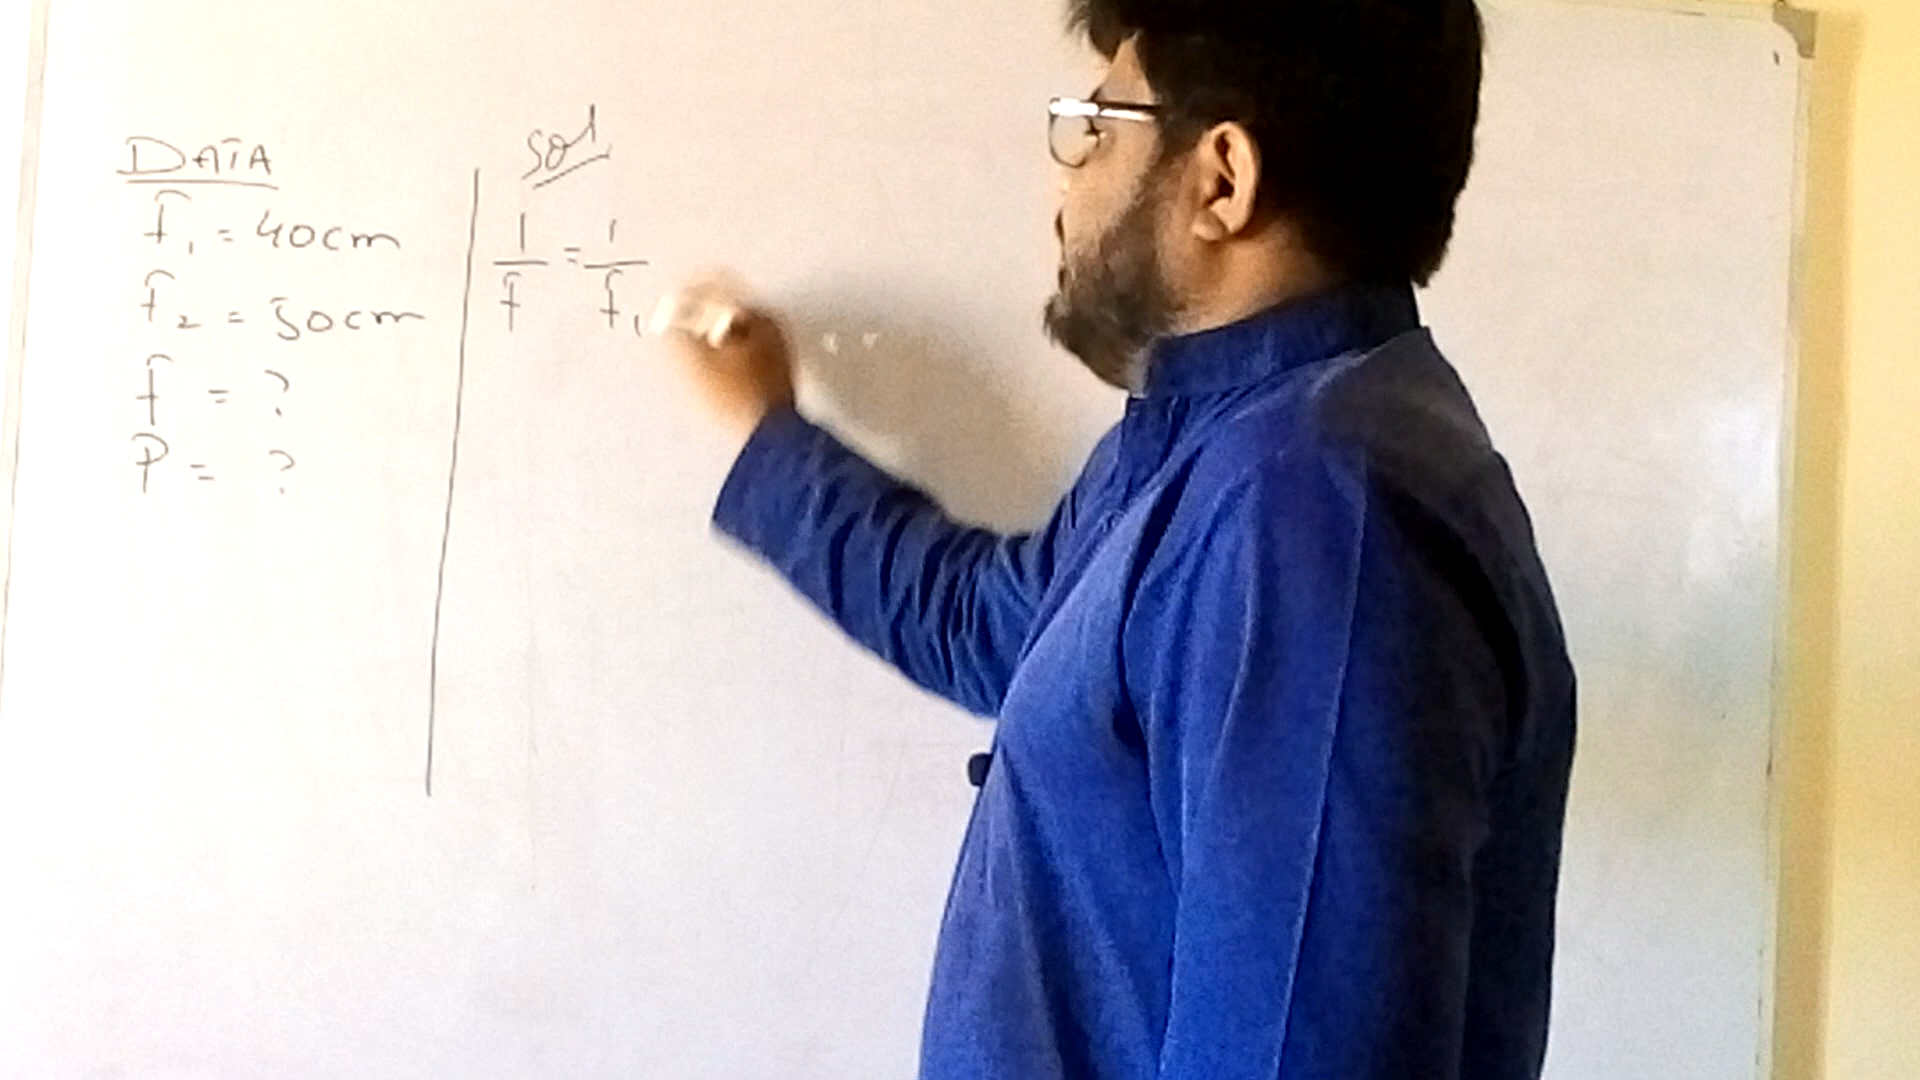 DATA
f₁ = 40cm
f₂ = 30cm
f = ?
P = ?
Sol
1/f = 1/f₁